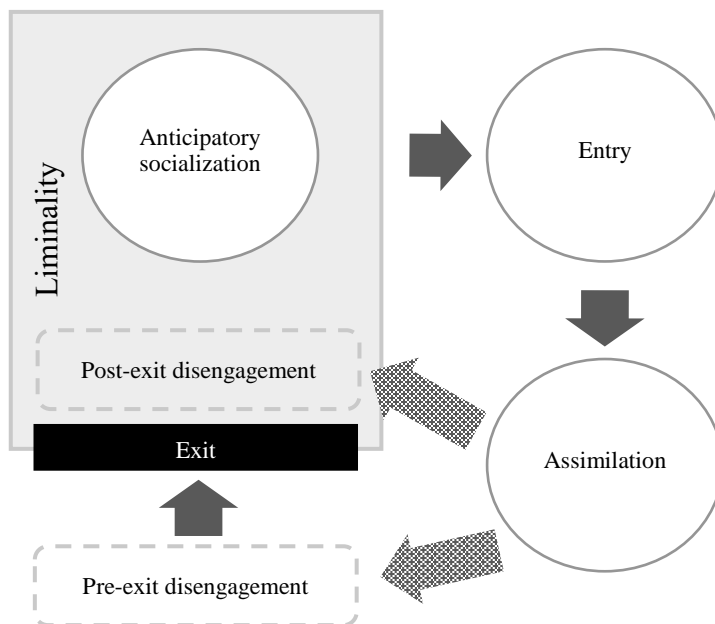 Anticipatory
socialization
Entry
Liminality
Post-exit disengagement
Exit
Assimilation
Pre-exit disengagement